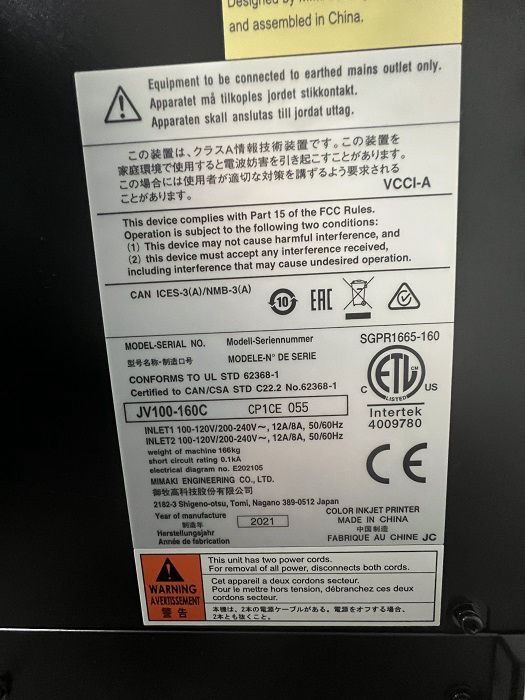 Designed by
and assembled in China.
Equipment to be connected to earthed mains outlet only.
Apparatet må tilkoples jordet stikkontakt.
Apparaten skall anslutas till jordat uttag.
この装置は、クラスA情報技術装置です。この装置を
家庭環境で使用すると電波妨害を引き起こすことがあります。
この場合には使用者が適切な対策を講ずるよう要求される
ことがあります。
VCCI-A
This device complies with Part 15 of the FCC Rules.
Operation is subject to the following two conditions:
(1) This device may not cause harmful interference, and
(2) this device must accept any interference received,
including interference that may cause undesired operation.
CAN ICES-3(A)/NMB-3(A)
10
EAC
MODEL-SERIAL NO. Modell-Seriennummer
SGPR1665-160
型号名称·制造口号 MODELE-N° DE SERIE
CONFORMS TO UL STD 62368-1
Certified to CAN/CSA STD C22.2 No.62368-1
ETL CM
LISTED
C US
Intertek
4009780
JV100-160C CP1CE 055
INLET1 100-120V/200-240V~, 12A/8A, 50/60Hz
INLET2 100-120V/200-240V~, 12A/8A, 50/60Hz
weight of machine 166kg
short circuit rating 0.1kA
electrical diagram no. E202105
CE
MIMAKI ENGINEERING CO., LTD.
御牧高科技股份有限公司
2182-3 Shigeno-otsu, Tomi, Nagano 389-0512 Japan
Year of manufacture
制造年
Herstellungsjahr
Année de fabrication
2021
COLOR INKJET PRINTER
MADE IN CHINA
中国制造
FABRIQUE AU CHINE JC
WARNING
AVERTISSEMENT
警告
This unit has two power cords.
For removal of all power, disconnects both cords.
Cet appareil a deux cordons secteur.
Pour le mettre hors tension, débranchez ces deux
cordons secteur.
本機は、2本の電源ケーブルがある。電源をオフする場合、
2本とも抜くこと。